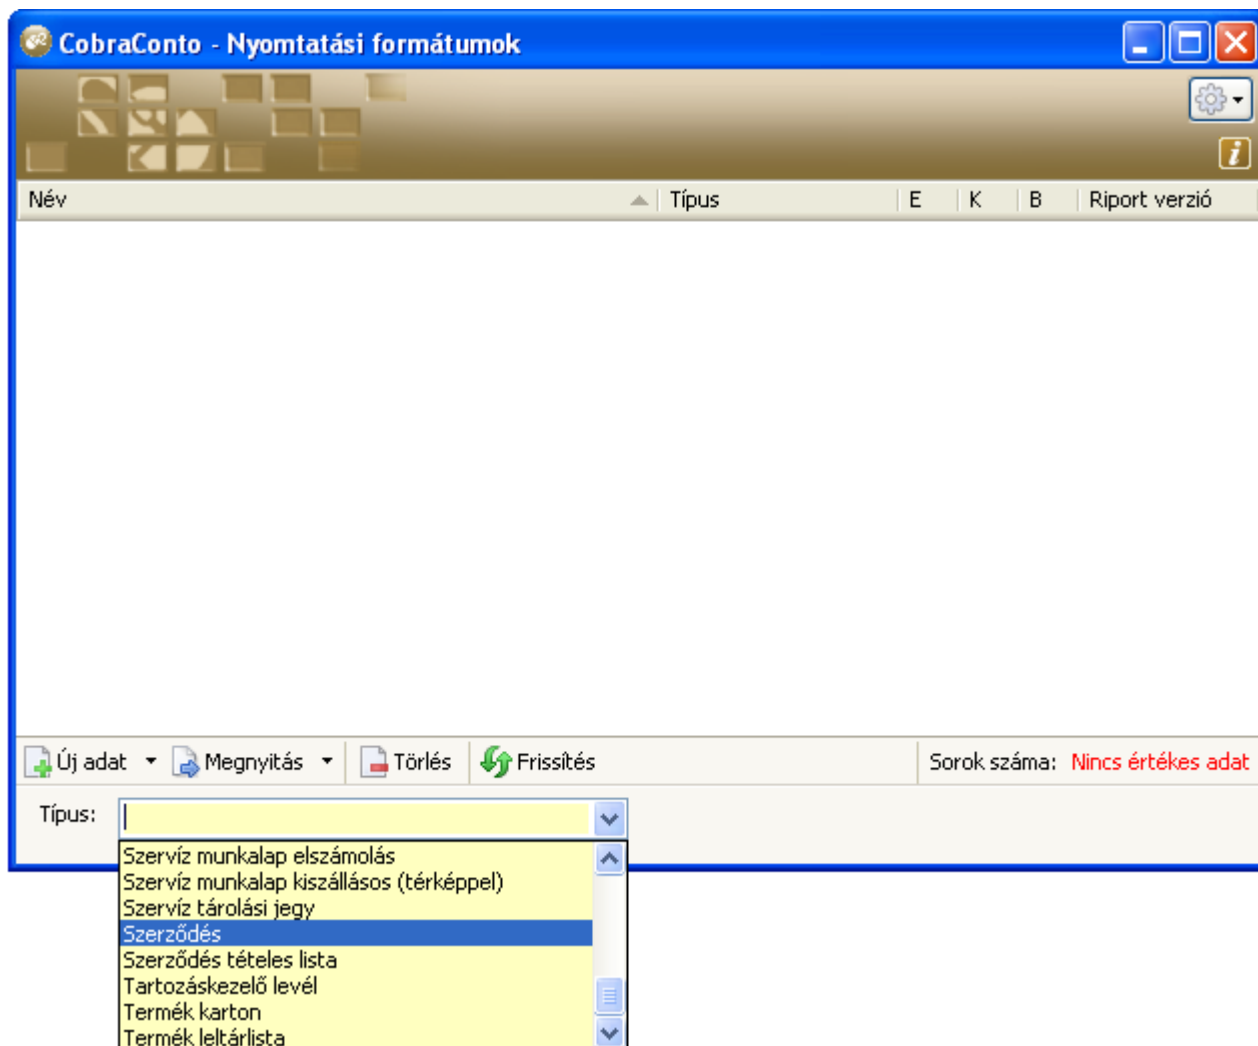 CobraConto - Nyomtatási formátumok
Név Típus E K B Riport verzió
Új adat Megnyitás Törlés Frissítés Sorok száma: Nincs értékes adat
Típus:
Szervíz munkalap elszámolás
Szervíz munkalap kiszállásos (térképpel)
Szervíz tárolási jegy
Szerződés
Szerződés tételes lista
Tartozáskezelő levél
Termék karton
Termék leltárlista